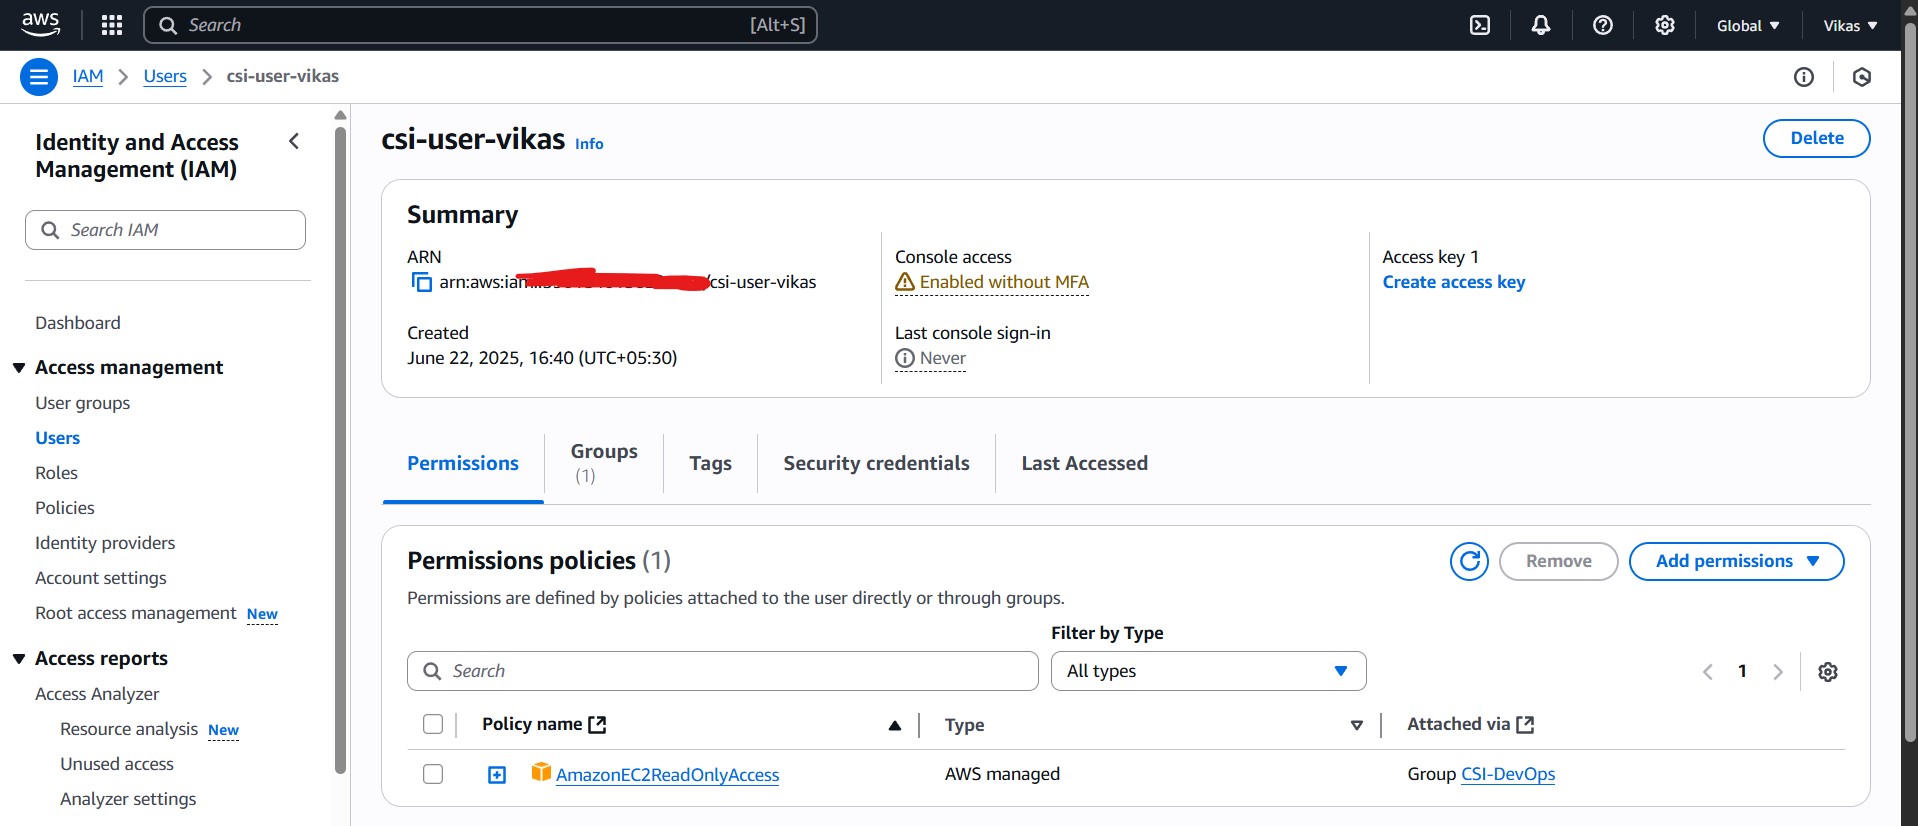 aws
Search
[Alt+S]
Global
Vikas
IAM
Users
csi-user-vikas
Identity and Access
Management (IAM)
Search IAM
Dashboard
Access management
User groups
Users
Roles
Policies
Identity providers
Account settings
Root access management New
Access reports
Access Analyzer
Resource analysis New
Unused access
Analyzer settings
csi-user-vikas Info
Delete
Summary
ARN
arn:aws:iam /csi-user-vikas
Created
June 22, 2025, 16:40 (UTC+05:30)
Console access
Enabled without MFA
Last console sign-in
Never
Access key 1
Create access key
Permissions
Groups
(1)
Tags
Security credentials
Last Accessed
Permissions policies (1)
Remove
Add permissions
Permissions are defined by policies attached to the user directly or through groups.
Filter by Type
Search
All types
1
Policy name
Type
Attached via
AmazonEC2ReadOnlyAccess
AWS managed
Group CSI-DevOps